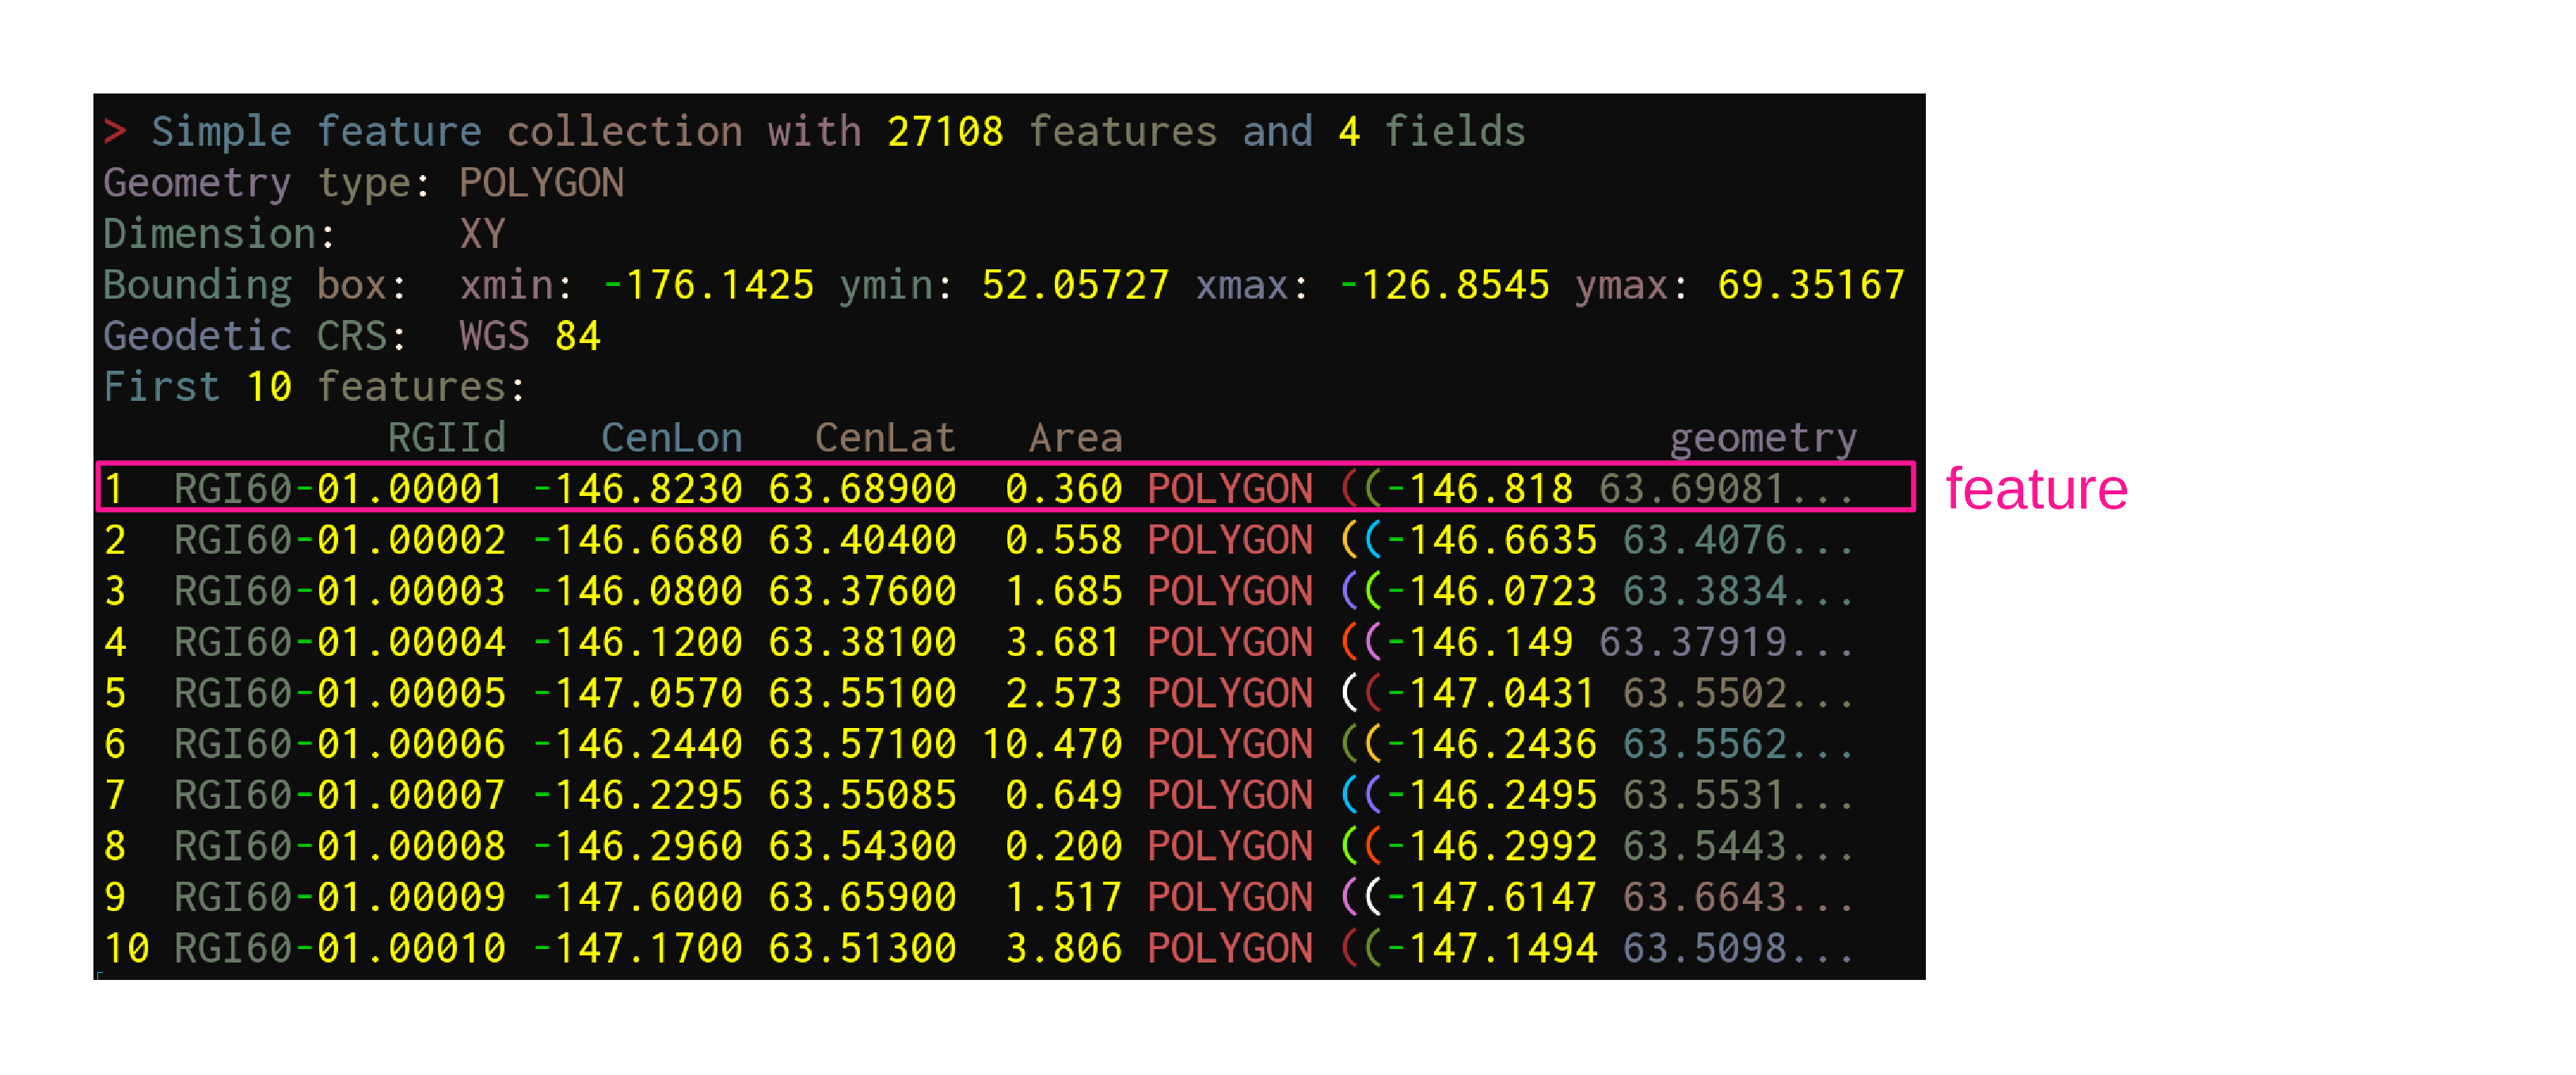 > Simple feature collection with 27108 features and 4 fields
Geometry type: POLYGON
Dimension:     XY
Bounding box:  xmin: -176.1425 ymin: 52.05727 xmax: -126.8545 ymax: 69.35167
Geodetic CRS:  WGS 84
First 10 features:
RGIId CenLon CenLat Area geometry
1 RGI60-01.00001 -146.8230 63.68900 0.360 POLYGON ((-146.818 63.69081... feature
2 RGI60-01.00002 -146.6680 63.40400 0.558 POLYGON ((-146.6635 63.4076...
3 RGI60-01.00003 -146.0800 63.37600 1.685 POLYGON ((-146.0723 63.3834...
4 RGI60-01.00004 -146.1200 63.38100 3.681 POLYGON ((-146.149 63.37919...
5 RGI60-01.00005 -147.0570 63.55100 2.573 POLYGON ((-147.0431 63.5502...
6 RGI60-01.00006 -146.2440 63.57100 10.470 POLYGON ((-146.2436 63.5562...
7 RGI60-01.00007 -146.2295 63.55085 0.649 POLYGON ((-146.2495 63.5531...
8 RGI60-01.00008 -146.2960 63.54300 0.200 POLYGON ((-146.2992 63.5443...
9 RGI60-01.00009 -147.6000 63.65900 1.517 POLYGON ((-147.6147 63.6643...
10 RGI60-01.00010 -147.1700 63.51300 3.806 POLYGON ((-147.1494 63.5098...